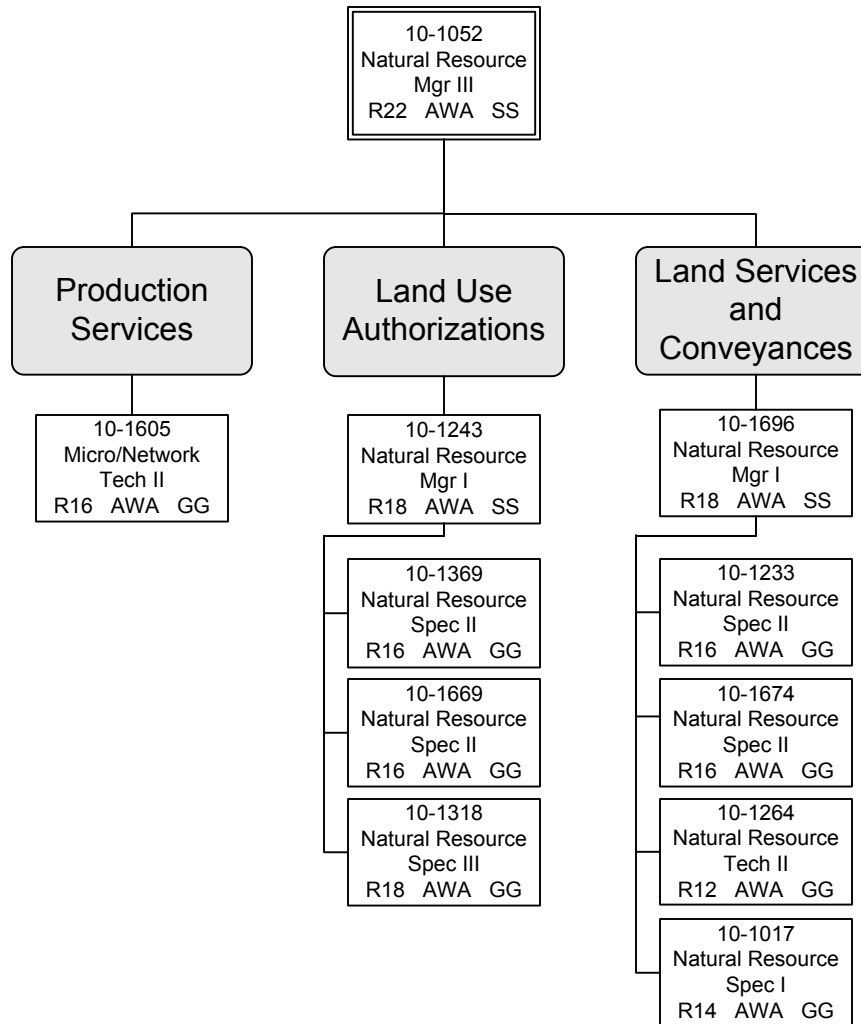 10-1052
Natural Resource
Mgr III
R22 AWA SS
Production
Services
Land Use
Authorizations
Land Services
and
Conveyances
10-1605
Micro/Network
Tech II
R16 AWA GG
10-1243
Natural Resource
Mgr I
R18 AWA SS
10-1369
Natural Resource
Spec II
R16 AWA GG
10-1669
Natural Resource
Spec II
R16 AWA GG
10-1318
Natural Resource
Spec III
R18 AWA GG
10-1696
Natural Resource
Mgr I
R18 AWA SS
10-1233
Natural Resource
Spec II
R16 AWA GG
10-1674
Natural Resource
Spec II
R16 AWA GG
10-1264
Natural Resource
Tech II
R12 AWA GG
10-1017
Natural Resource
Spec I
R14 AWA GG